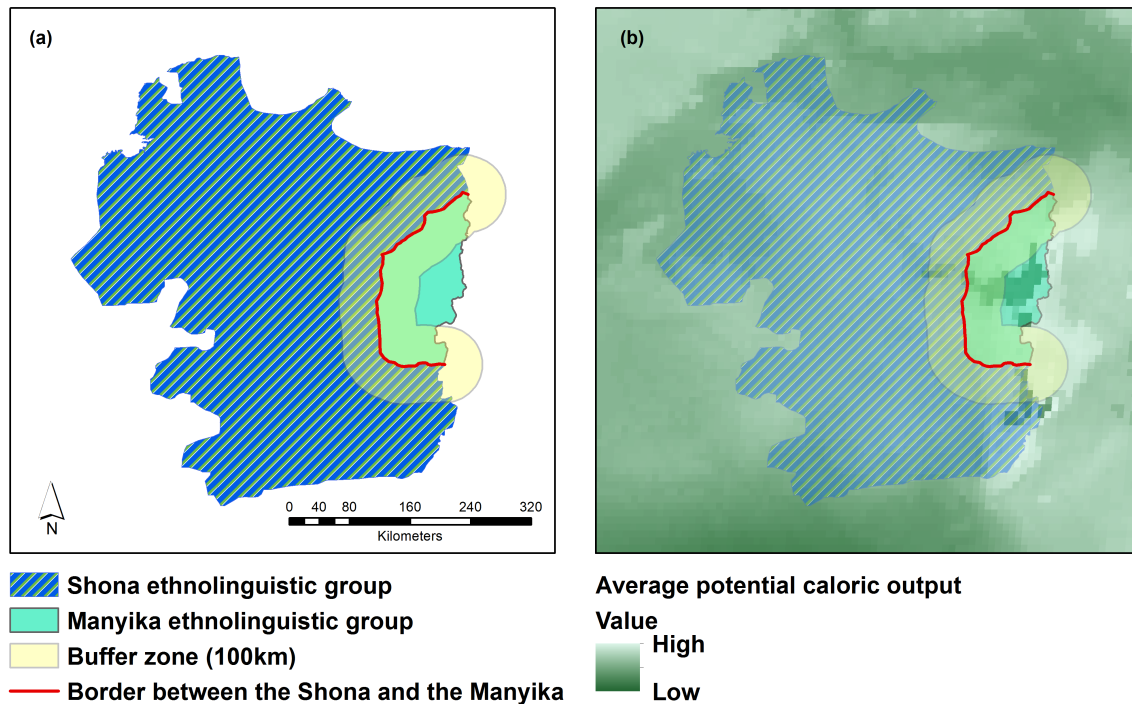 (a)
N
0 40 80 160 240 320
Kilometers
(b)
Shona ethnolinguistic group
Manyika ethnolinguistic group
Buffer zone (100km)
Border between the Shona and the Manyika
Average potential caloric output
Value
High
Low